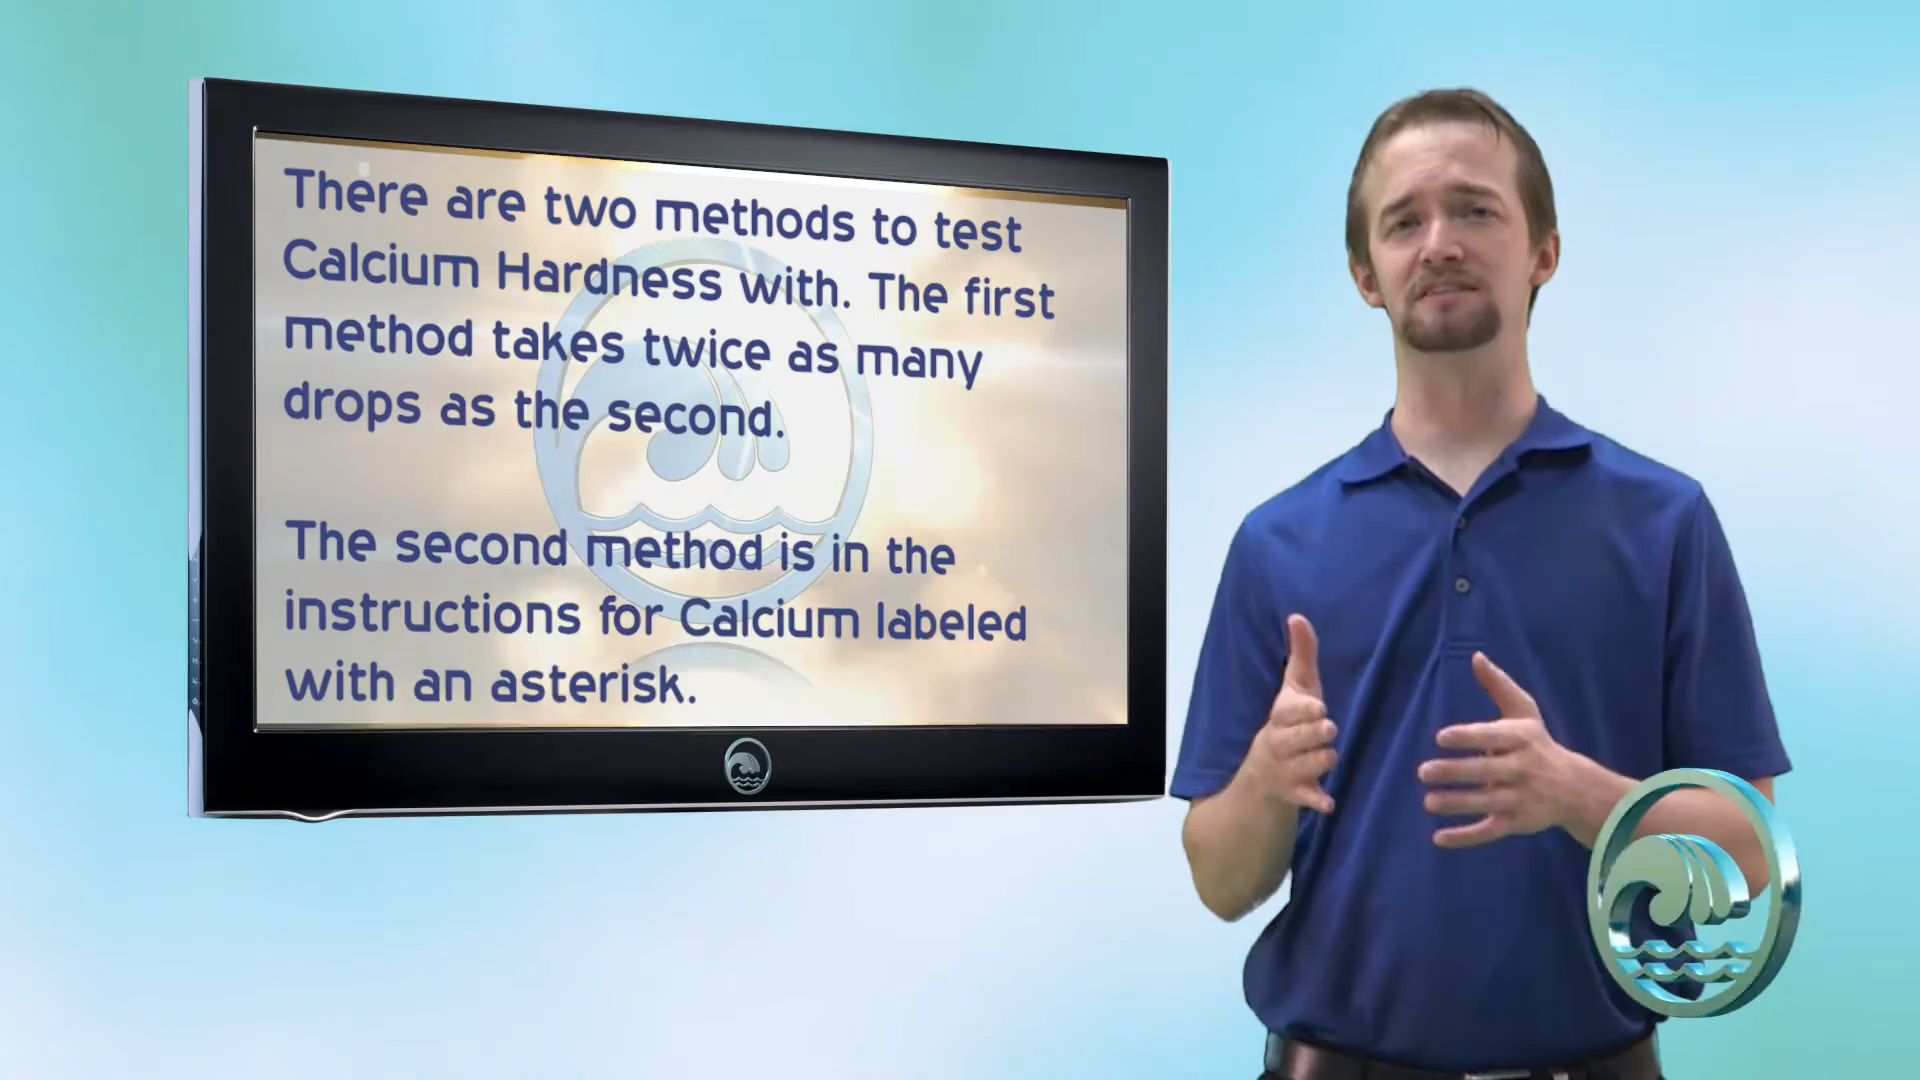 There are two methods to test
Calcium Hardness with. The first
method takes twice as many
drops as the second.
The second method is in the
instructions for Calcium labeled
with an asterisk.